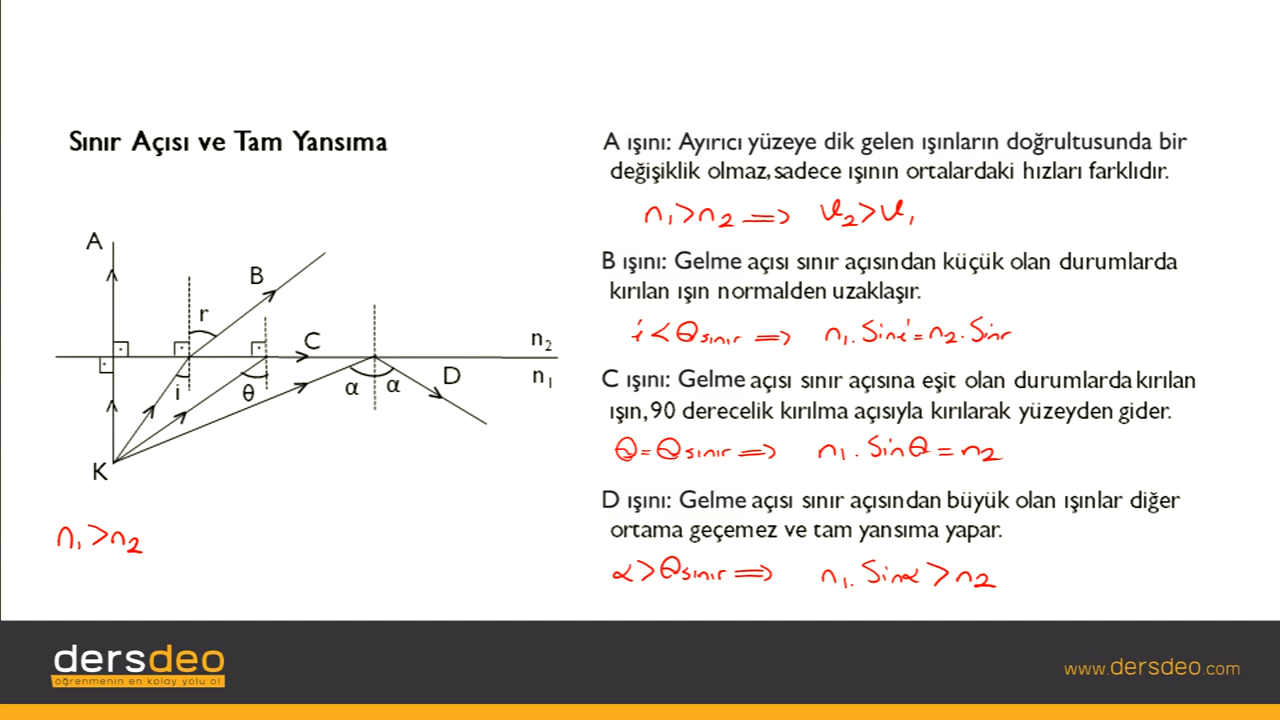 Sınır Açısı ve Tam Yansıma
A
B
r
C
n₂
i
θ
α
α
D
n₁
K
n₁>n₂
A ışını: Ayırıcı yüzeye dik gelen ışınların doğrultusunda bir
değişiklik olmaz,sadece ışının ortalardaki hızları farklıdır.
n₁>n₂ ⟹ ϑ₂>ϑ₁
B ışını: Gelme açısı sınır açısından küçük olan durumlarda
kırılan ışın normalden uzaklaşır.
i<θsınır ⟹ n₁.Sini=n₂.Sinr
C ışını: Gelme açısı sınır açısına eşit olan durumlarda kırılan
ışın,90 derecelik kırılma açısıyla kırılarak yüzeyden gider.
θ=θsınır ⟹ n₁.Sinθ=n₂
D ışını: Gelme açısı sınır açısından büyük olan ışınlar diğer
ortama geçemez ve tam yansıma yapar.
α>θsınır ⟹ n₁.Sinα>n₂
dersdeo
öğrenmenin en kolay yolu o!
www.dersdeo.com